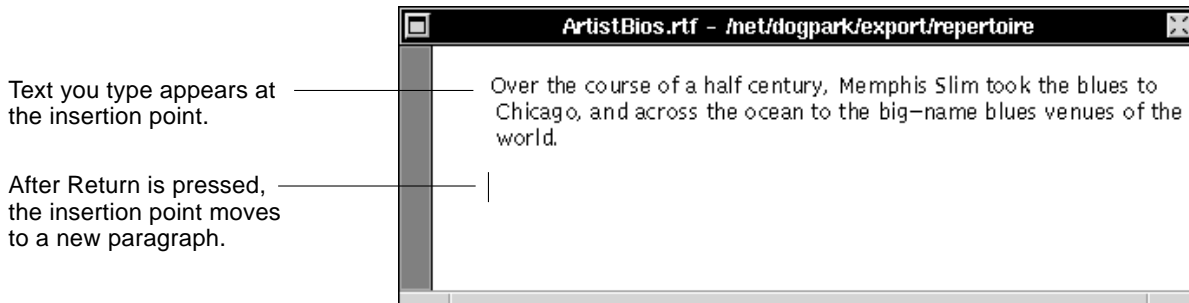 ArtistBios.rtf – /net/dogpark/export/repertoire
Text you type appears at
the insertion point.
Over the course of a half century, Memphis Slim took the blues to
Chicago, and across the ocean to the big–name blues venues of the
world.
After Return is pressed,
the insertion point moves
to a new paragraph.